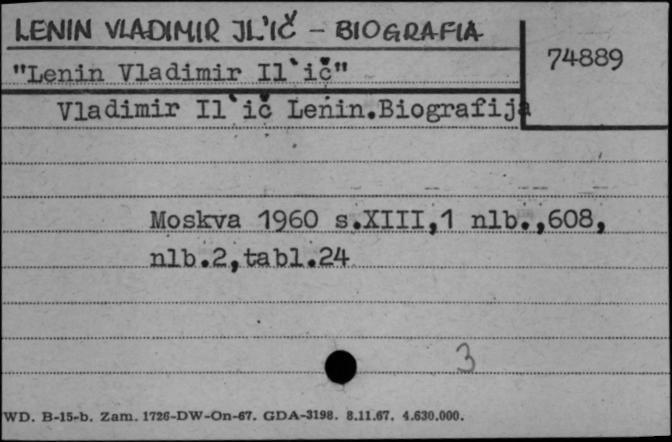 LENIN VLADIMIR JL'IČ – BIOGRAFIA
74889
"Lenin Vladimir Il`ič"
Vladimir Il`ič Lenin.Biografija
Moskva 1960 s.XIII,1 nlb.,608,
nlb.2,tabl.24
3
WD. B-15-b. Zam. 1726-DW-On-67. GDA-3198. 8.11.67. 4.630.000.